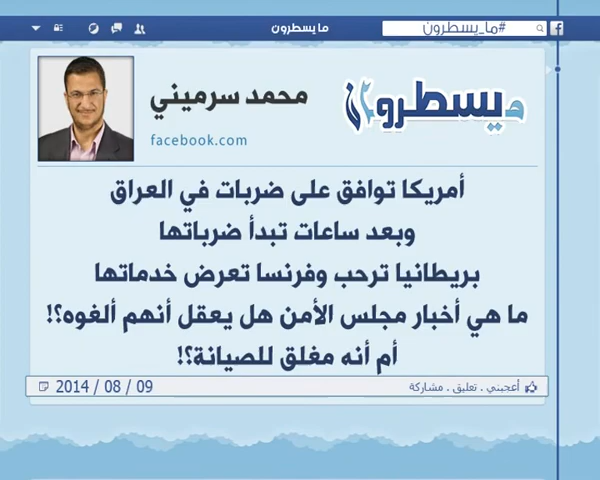 ما يسطرون
#ما_يسطرون
محمد سرميني
ما يسطرون
facebook.com
أمريكا توافق على ضربات في العراق
وبعد ساعات تبدأ ضرباتها
بريطانيا ترحب وفرنسا تعرض خدماتها
ما هي أخبار مجلس الأمن هل يعقل أنهم ألغوه؟!
أم أنه مغلق للصيانة؟!
أعجبني . تعليق . مشاركة
2014 / 08 / 09